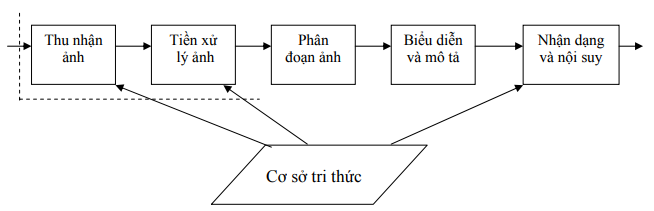 Thu nhận
ảnh
Tiền xử
lý ảnh
Phân
đoạn ảnh
Biểu diễn
và mô tả
Nhận dạng
và nội suy
Cơ sở tri thức